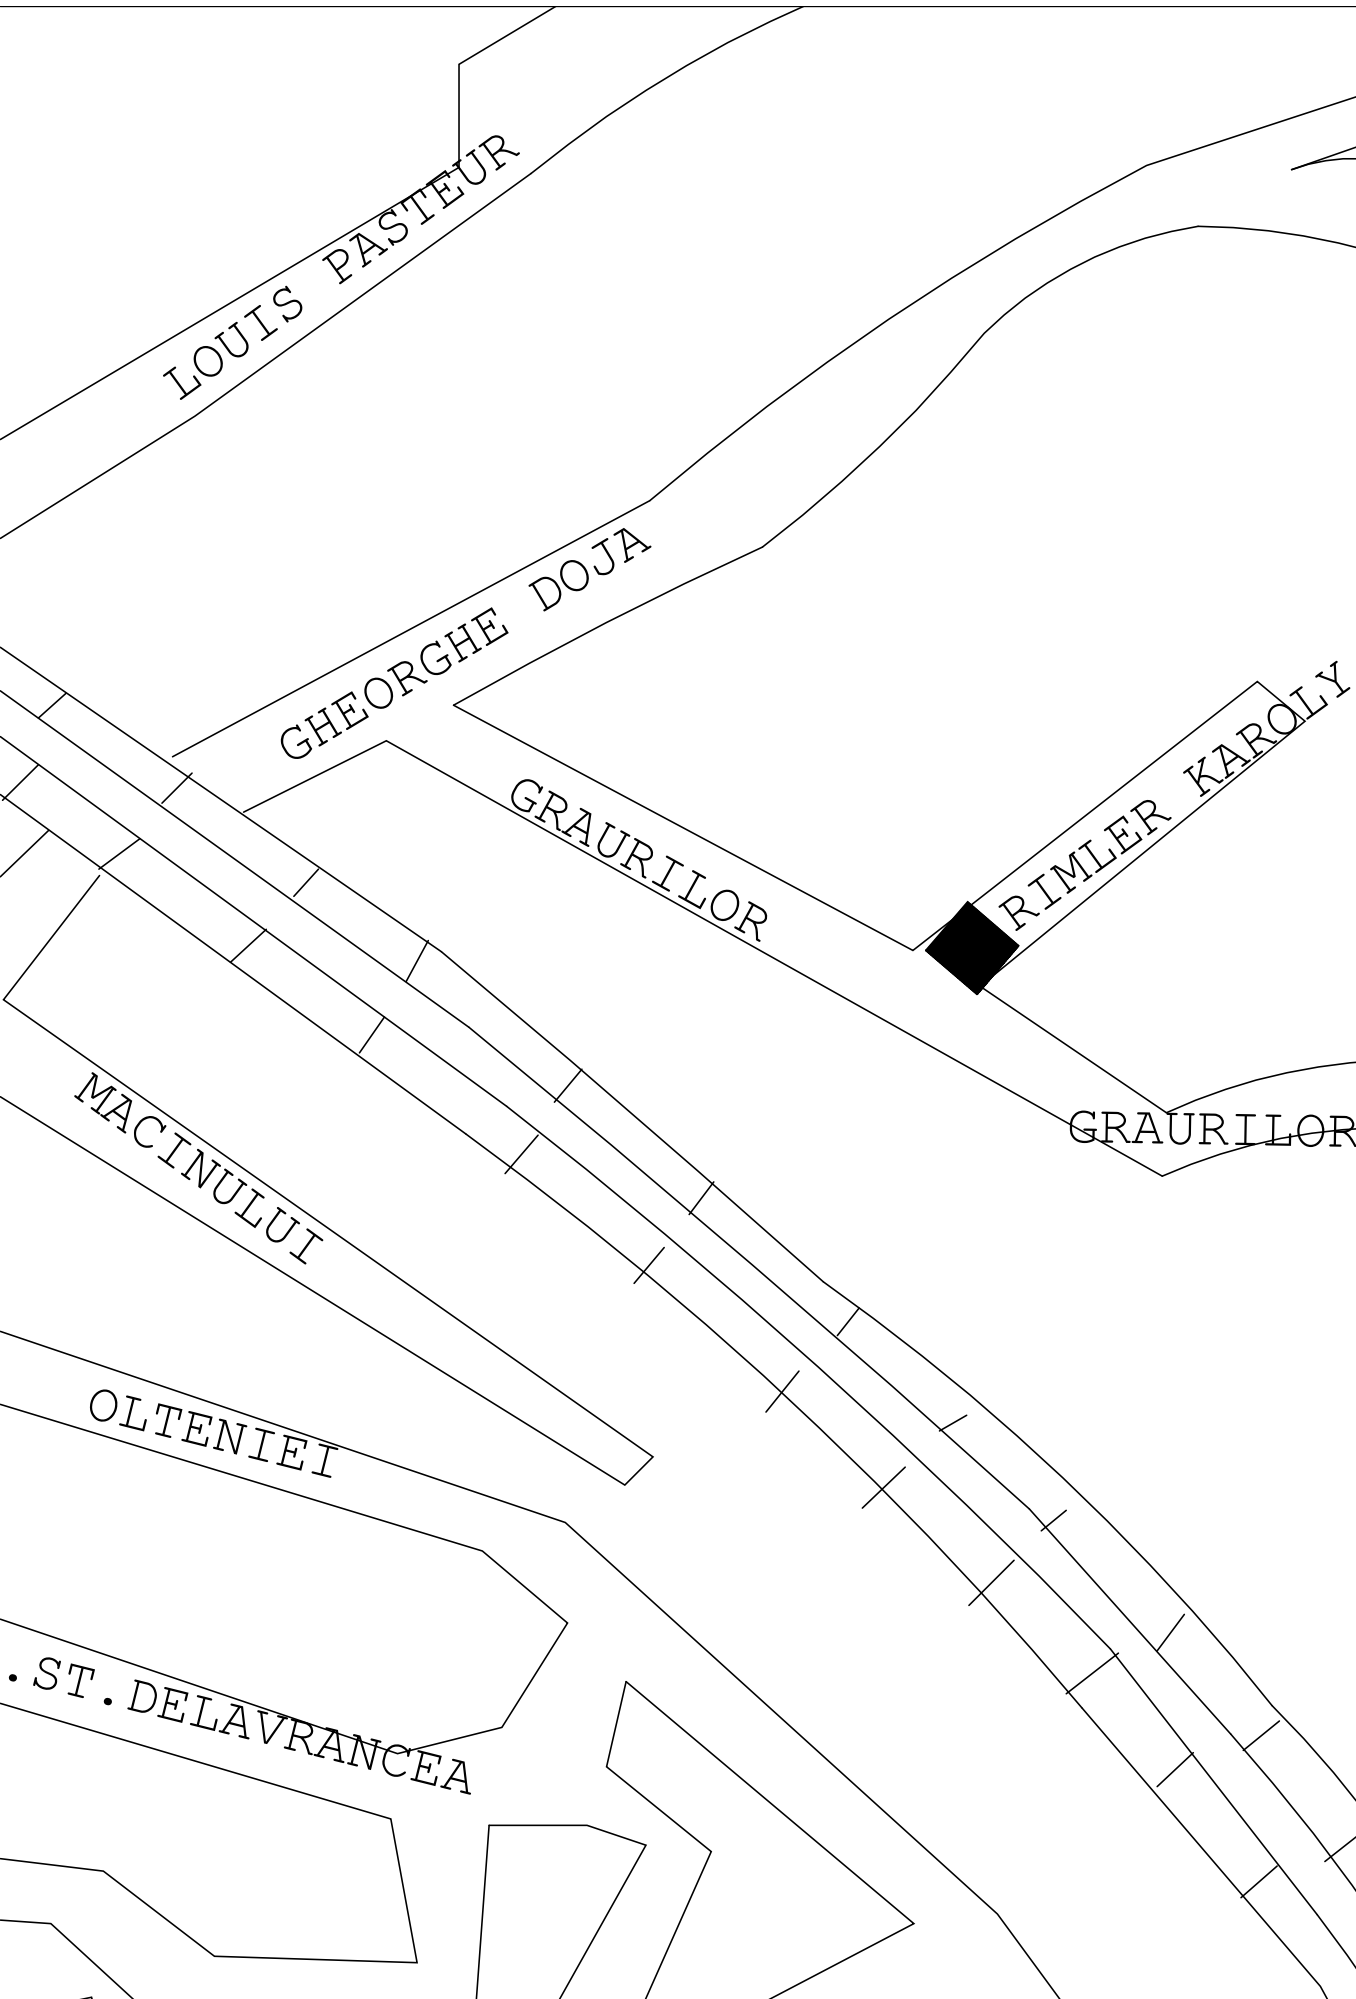 LOUIS PASTEUR
GHEORGHE DOJA
RIMLER KAROLY
GRAURILOR
GRAURILOR
MACINULUI
OLTENIEI
.ST.DELAVRANCEA